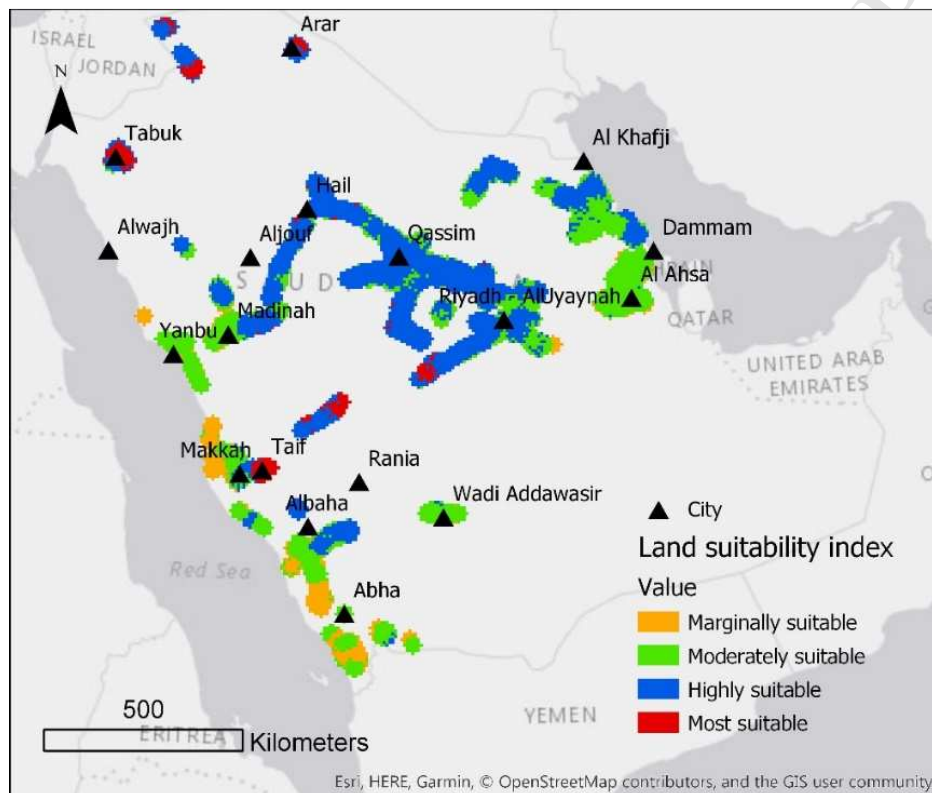 Arar
ISRAEL
JORDAN
N
Tabuk
Al Khafji
Hail
Alwajh
Aljouf
Qassim
Dammam
S U D A
Al Ahsa
Riyadh
AlUyaynah
QATAR
Madinah
Yanbu
UNITED ARAB
EMIRATES
Makkah
Taif
Rania
Albaha
Wadi Addawasir
City
Land suitability index
Red Sea
Value
Abha
Marginally suitable
Moderately suitable
Highly suitable
Most suitable
500
Kilometers
YEMEN
ERITREA
Esri, HERE, Garmin, © OpenStreetMap contributors, and the GIS user community